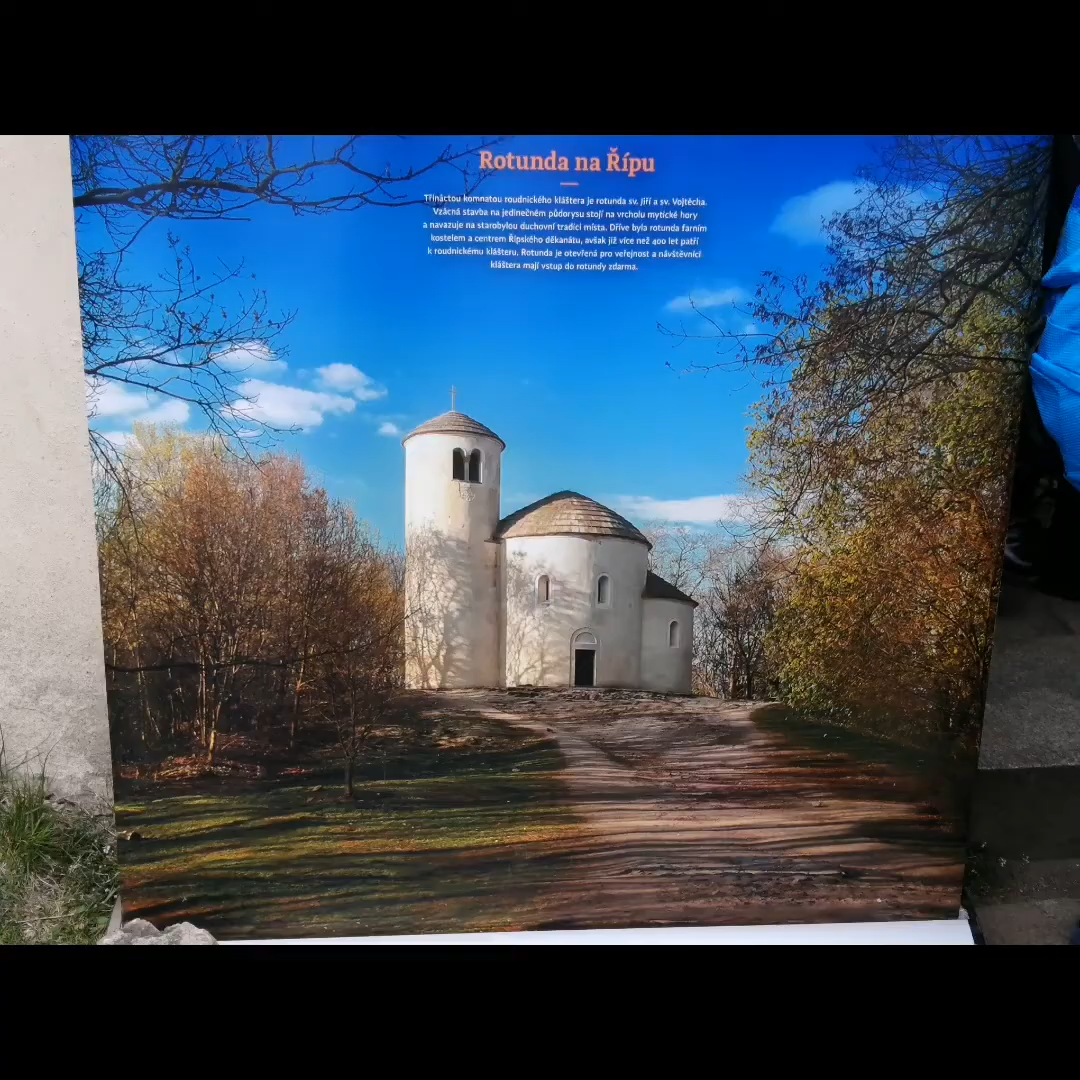 Rotunda na Řípu
Třináctou komnatou roudnického kláštera je rotunda sv. Jiří a sv. Vojtěcha.
Vzácná stavba na jedinečném půdorysu stojí na vrcholu mytické hory
a navazuje na starobylou duchovní tradici místa. Dříve byla rotunda farním
kostelem a centrem Řípského děkanátu, avšak již více než 400 let patří
k roudnickému klášteru. Rotunda je otevřená pro veřejnost a návštěvníci
kláštera mají vstup do rotundy zdarma.